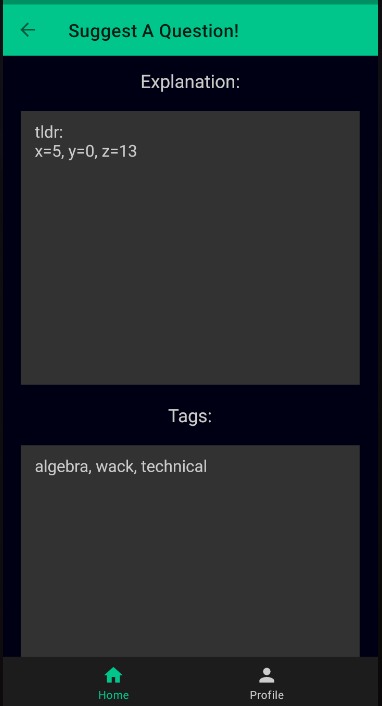 Suggest A Question!
Explanation:
tldr:
x=5, y=0, z=13
Tags:
algebra, wack, technical
Home
Profile